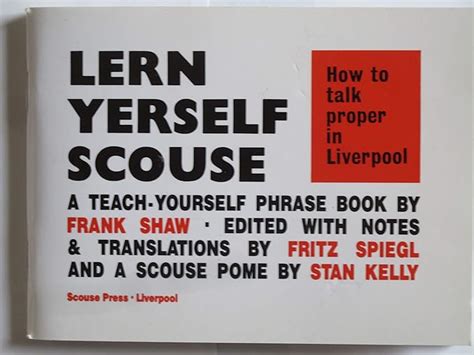 LERN
YERSELF
SCOUSE
How to
talk
proper
in
Liverpool
A TEACH-YOURSELF PHRASE BOOK BY
FRANK SHAW · EDITED WITH NOTES
& TRANSLATIONS BY FRITZ SPIEGL
AND A SCOUSE POME BY STAN KELLY
Scouse Press · Liverpool